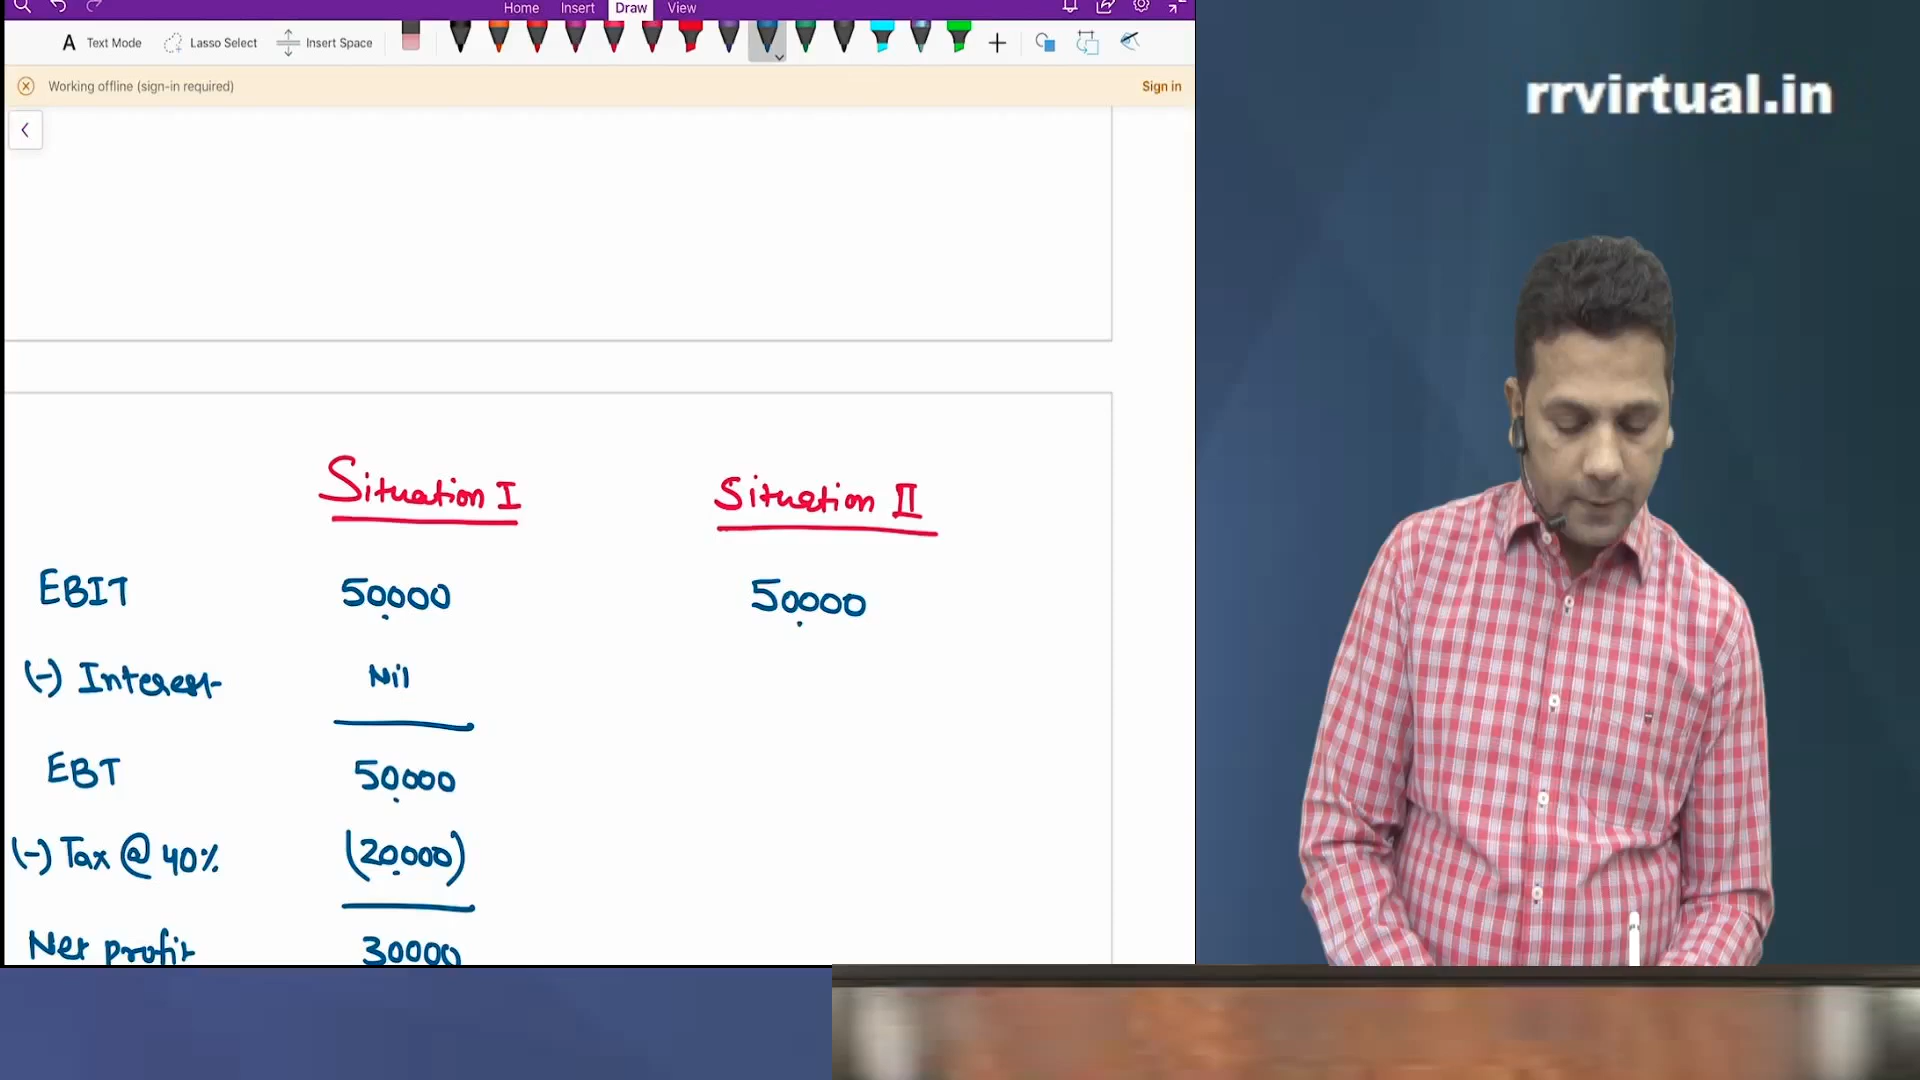 Home Insert Draw View
Text Mode Lasso Select Insert Space
Working offline (sign-in required) Sign in
rrvirtual.in
Situation I Situation II
EBIT 50000 50000
(-) Interest Nil
EBT 50000
(-) Tax @ 40% (20000)
Net profit 30000